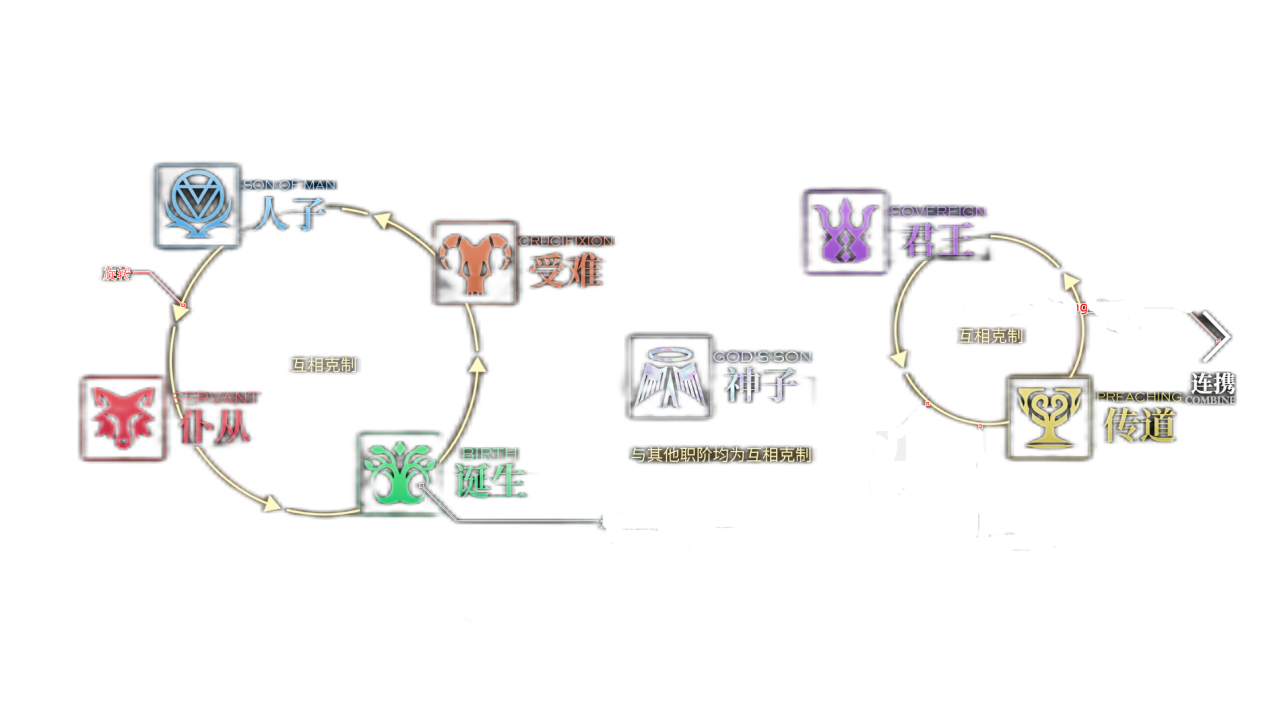 SON OF MAN
人子
CRUCIFIXION
受难
旋转
互相克制
SERVANT
仆从
BIRTH
诞生
GOD'S SON
神子
与其他职阶均为互相克制
SOVEREIGN
君王
互相克制
PREACHING
传道
连携
COMBINE